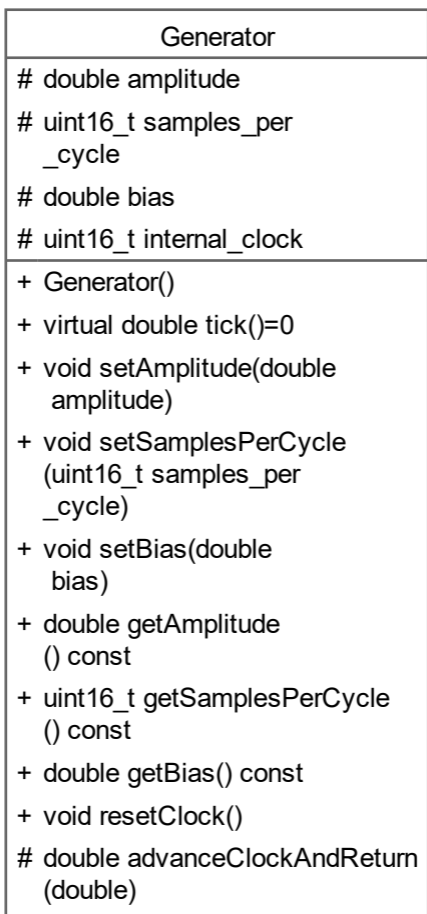 Generator
# double amplitude
# uint16_t samples_per
_cycle
# double bias
# uint16_t internal_clock
+ Generator()
+ virtual double tick()=0
+ void setAmplitude(double
amplitude)
+ void setSamplesPerCycle
(uint16_t samples_per
_cycle)
+ void setBias(double
bias)
+ double getAmplitude
() const
+ uint16_t getSamplesPerCycle
() const
+ double getBias() const
+ void resetClock()
# double advanceClockAndReturn
(double)